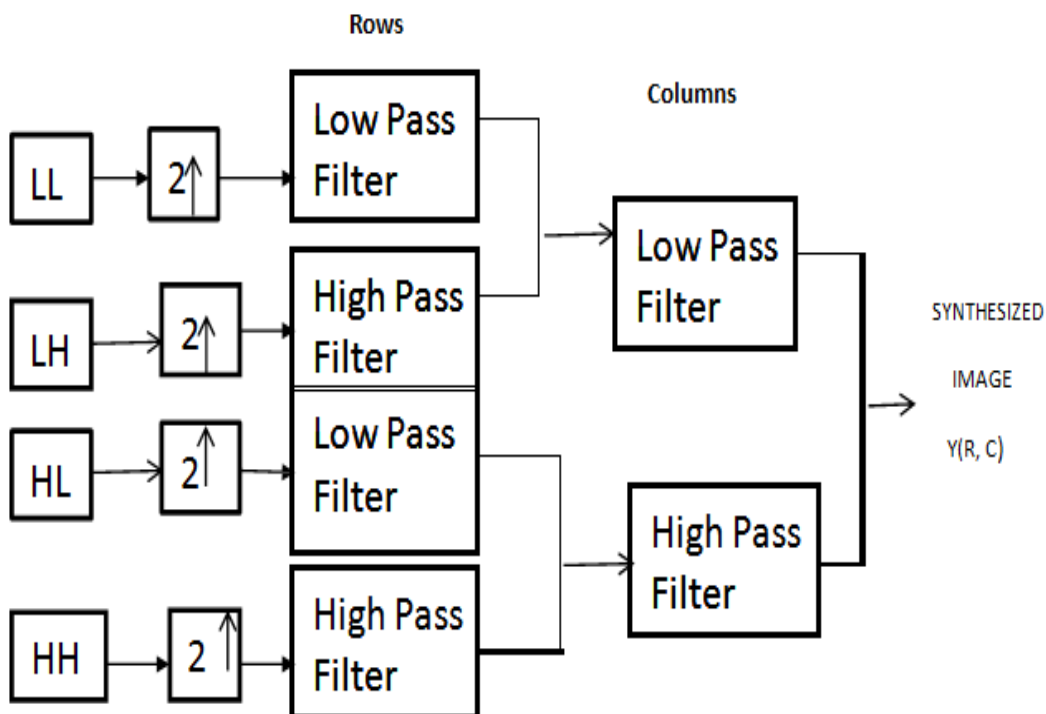 Rows
Columns
LL
2↑
Low Pass
Filter
LH
2↑
High Pass
Filter
HL
2↑
Low Pass
Filter
HH
2↑
High Pass
Filter
Low Pass
Filter
High Pass
Filter
SYNTHESIZED
IMAGE
Y(R, C)